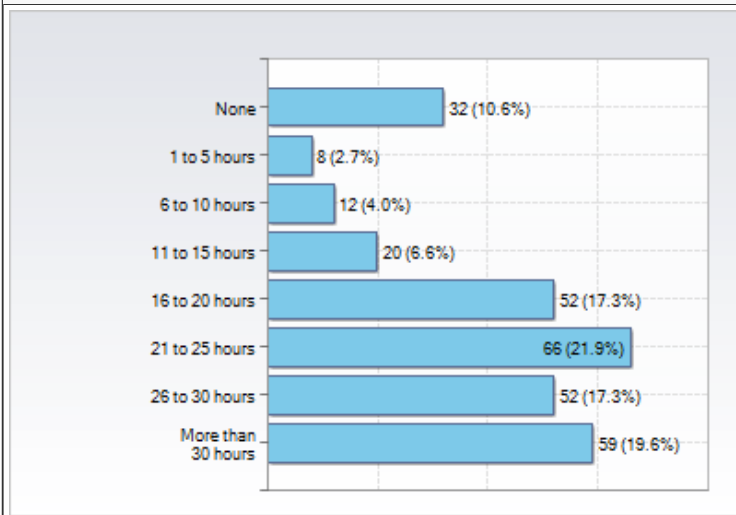 None 32 (10.6%)
1 to 5 hours 8 (2.7%)
6 to 10 hours 12 (4.0%)
11 to 15 hours 20 (6.6%)
16 to 20 hours 52 (17.3%)
21 to 25 hours 66 (21.9%)
26 to 30 hours 52 (17.3%)
More than
30 hours 59 (19.6%)